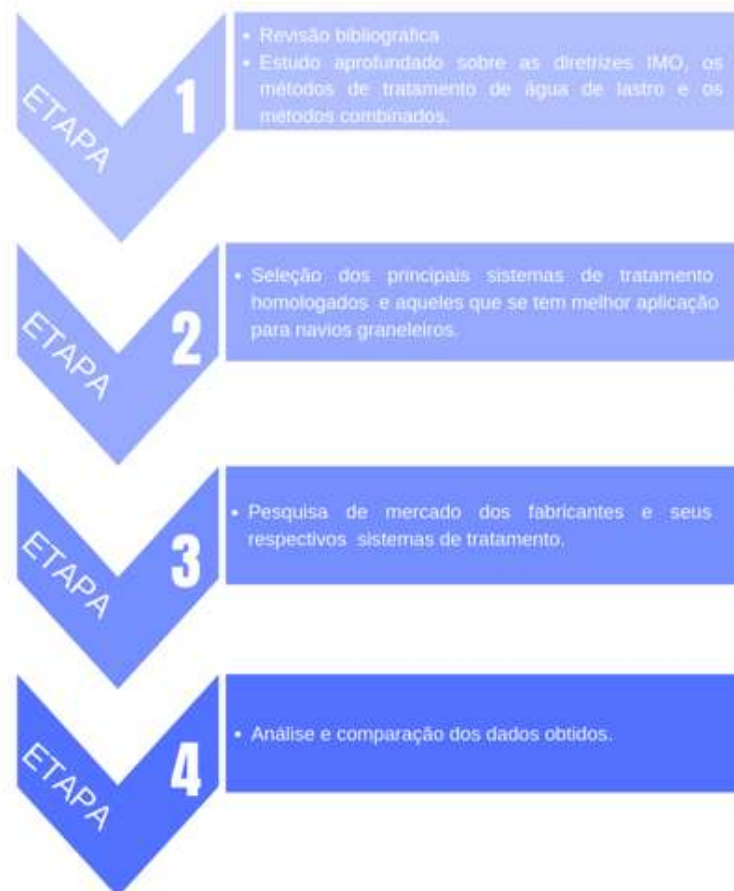 ETAPA 1
• Revisão bibliográfica
• Estudo aprofundado sobre as diretrizes IMO, os
métodos de tratamento de água de lastro e os
métodos combinados.
ETAPA 2
• Seleção dos principais sistemas de tratamento
homologados e aqueles que se tem melhor aplicação
para navios graneleiros.
ETAPA 3
• Pesquisa de mercado dos fabricantes e seus
respectivos sistemas de tratamento.
ETAPA 4
• Análise e comparação dos dados obtidos.